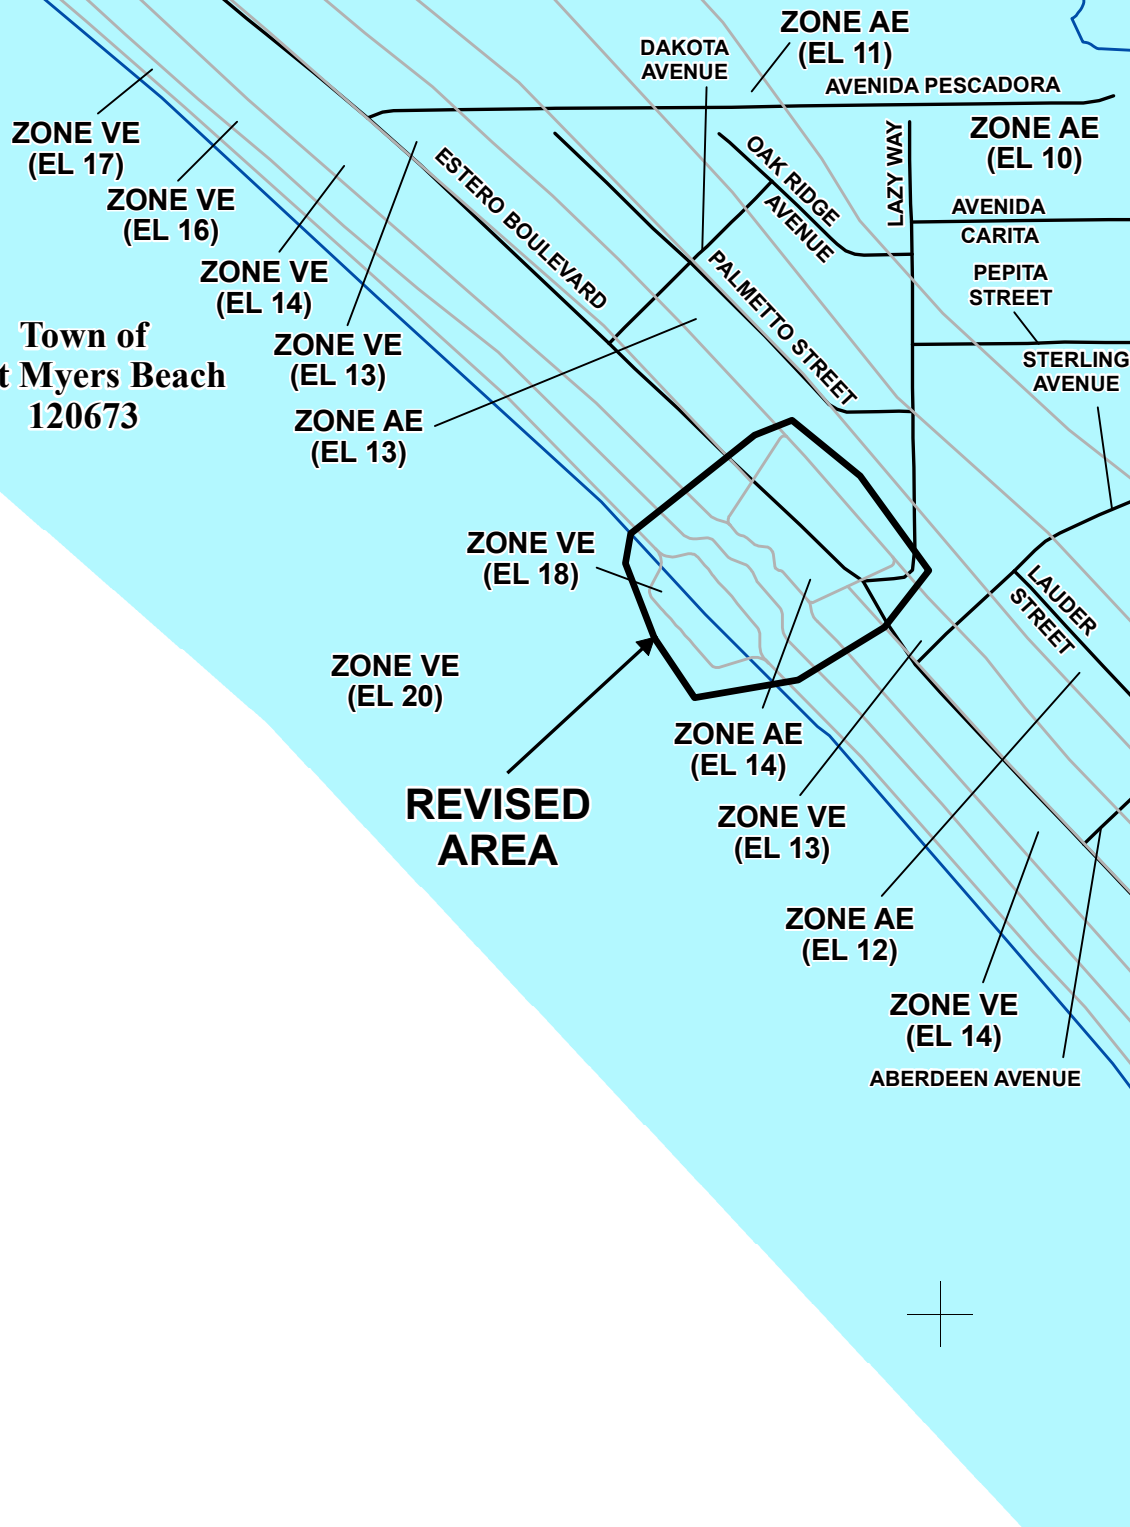 ZONE AE
(EL 11)
DAKOTA
AVENUE
AVENIDA PESCADORA
ZONE VE
(EL 17)
ZONE AE
(EL 10)
LAZY WAY
OAK RIDGE
AVENUE
ESTERO BOULEVARD
ZONE VE
(EL 16)
AVENIDA
CARITA
ZONE VE
(EL 14)
PEPITA
STREET
PALMETTO STREET
Town of
t Myers Beach
120673
ZONE VE
(EL 13)
STERLING
AVENUE
ZONE AE
(EL 13)
ZONE VE
(EL 18)
LAUDER
STREET
ZONE VE
(EL 20)
ZONE AE
(EL 14)
REVISED
AREA
ZONE VE
(EL 13)
ZONE AE
(EL 12)
ZONE VE
(EL 14)
ABERDEEN AVENUE